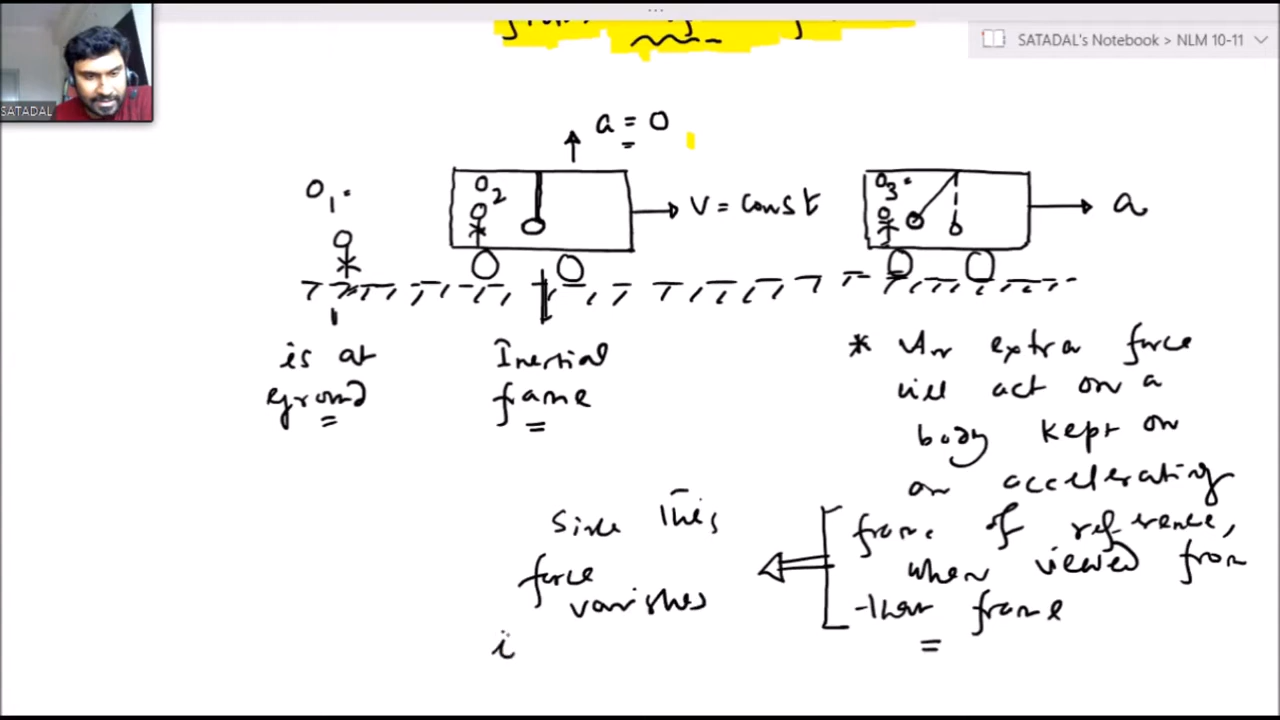 SATADAL's Notebook > NLM 10-11
SATADAL
a = 0
O1.
O2
V = const
O3.
a
is at
ground
Inertial
frame
* An extra force
will act on a
body kept on
an accelerating
frame of reference,
when viewed from
that frame
Since this
force
vanishes
i